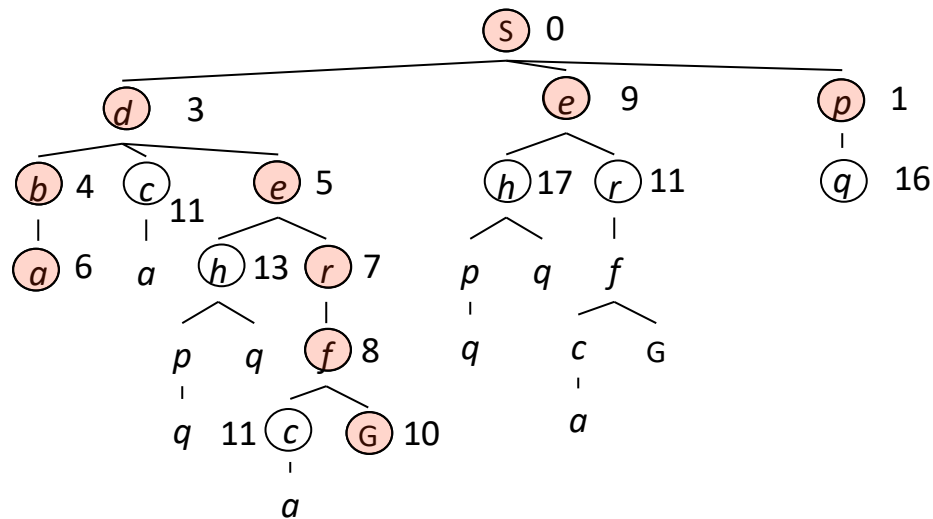 S 0
d 3 e 9 p 1
b 4 c 11 e 5 h 17 r 11 q 16
a 6 a h 13 r 7 p q f
p q f 8 q c G
q 11 c G 10 a
a